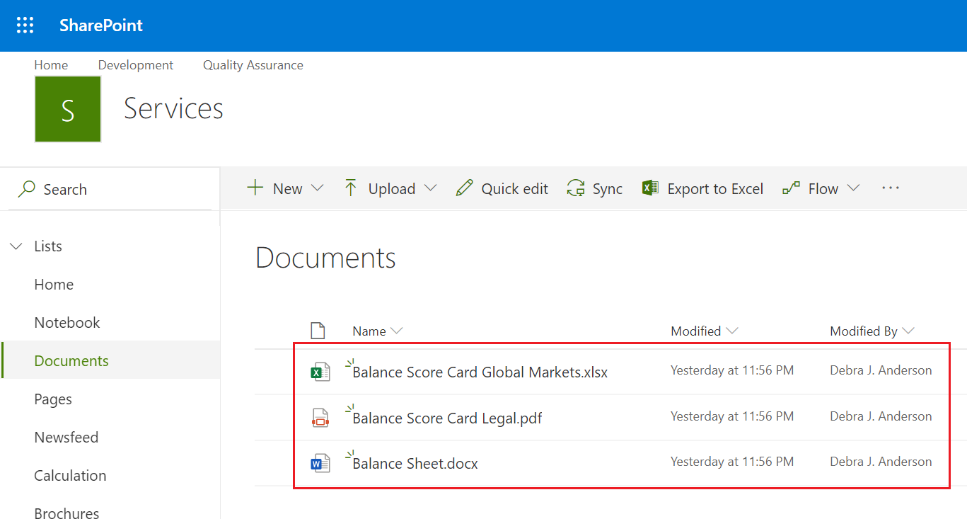 SharePoint
Home Development Quality Assurance
S
Services
Search
New Upload Quick edit Sync Export to Excel Flow ...
Lists
Home
Notebook
Documents
Pages
Newsfeed
Calculation
Brochures
Documents
Name Modified Modified By
Balance Score Card Global Markets.xlsx Yesterday at 11:56 PM Debra J. Anderson
Balance Score Card Legal.pdf Yesterday at 11:56 PM Debra J. Anderson
Balance Sheet.docx Yesterday at 11:56 PM Debra J. Anderson